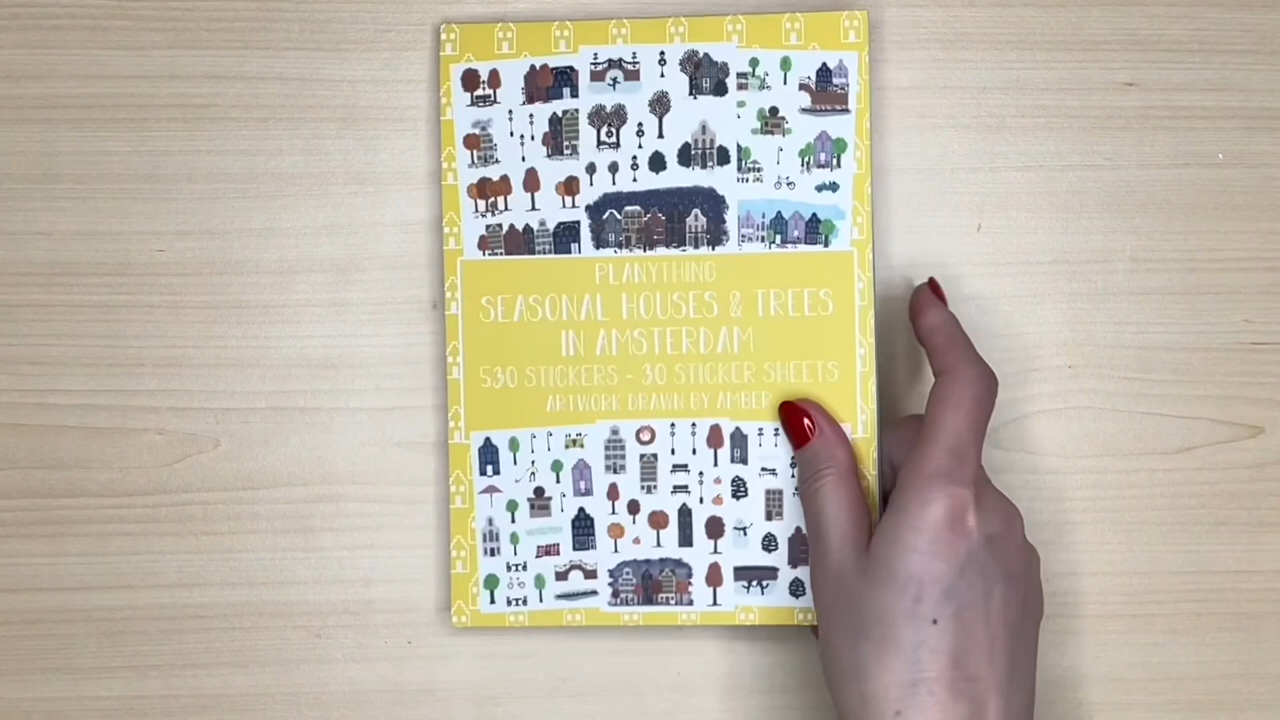 PLANYTHING
SEASONAL HOUSES & TREES
IN AMSTERDAM
530 STICKERS - 30 STICKER SHEETS
ARTWORK DRAWN BY AMBER